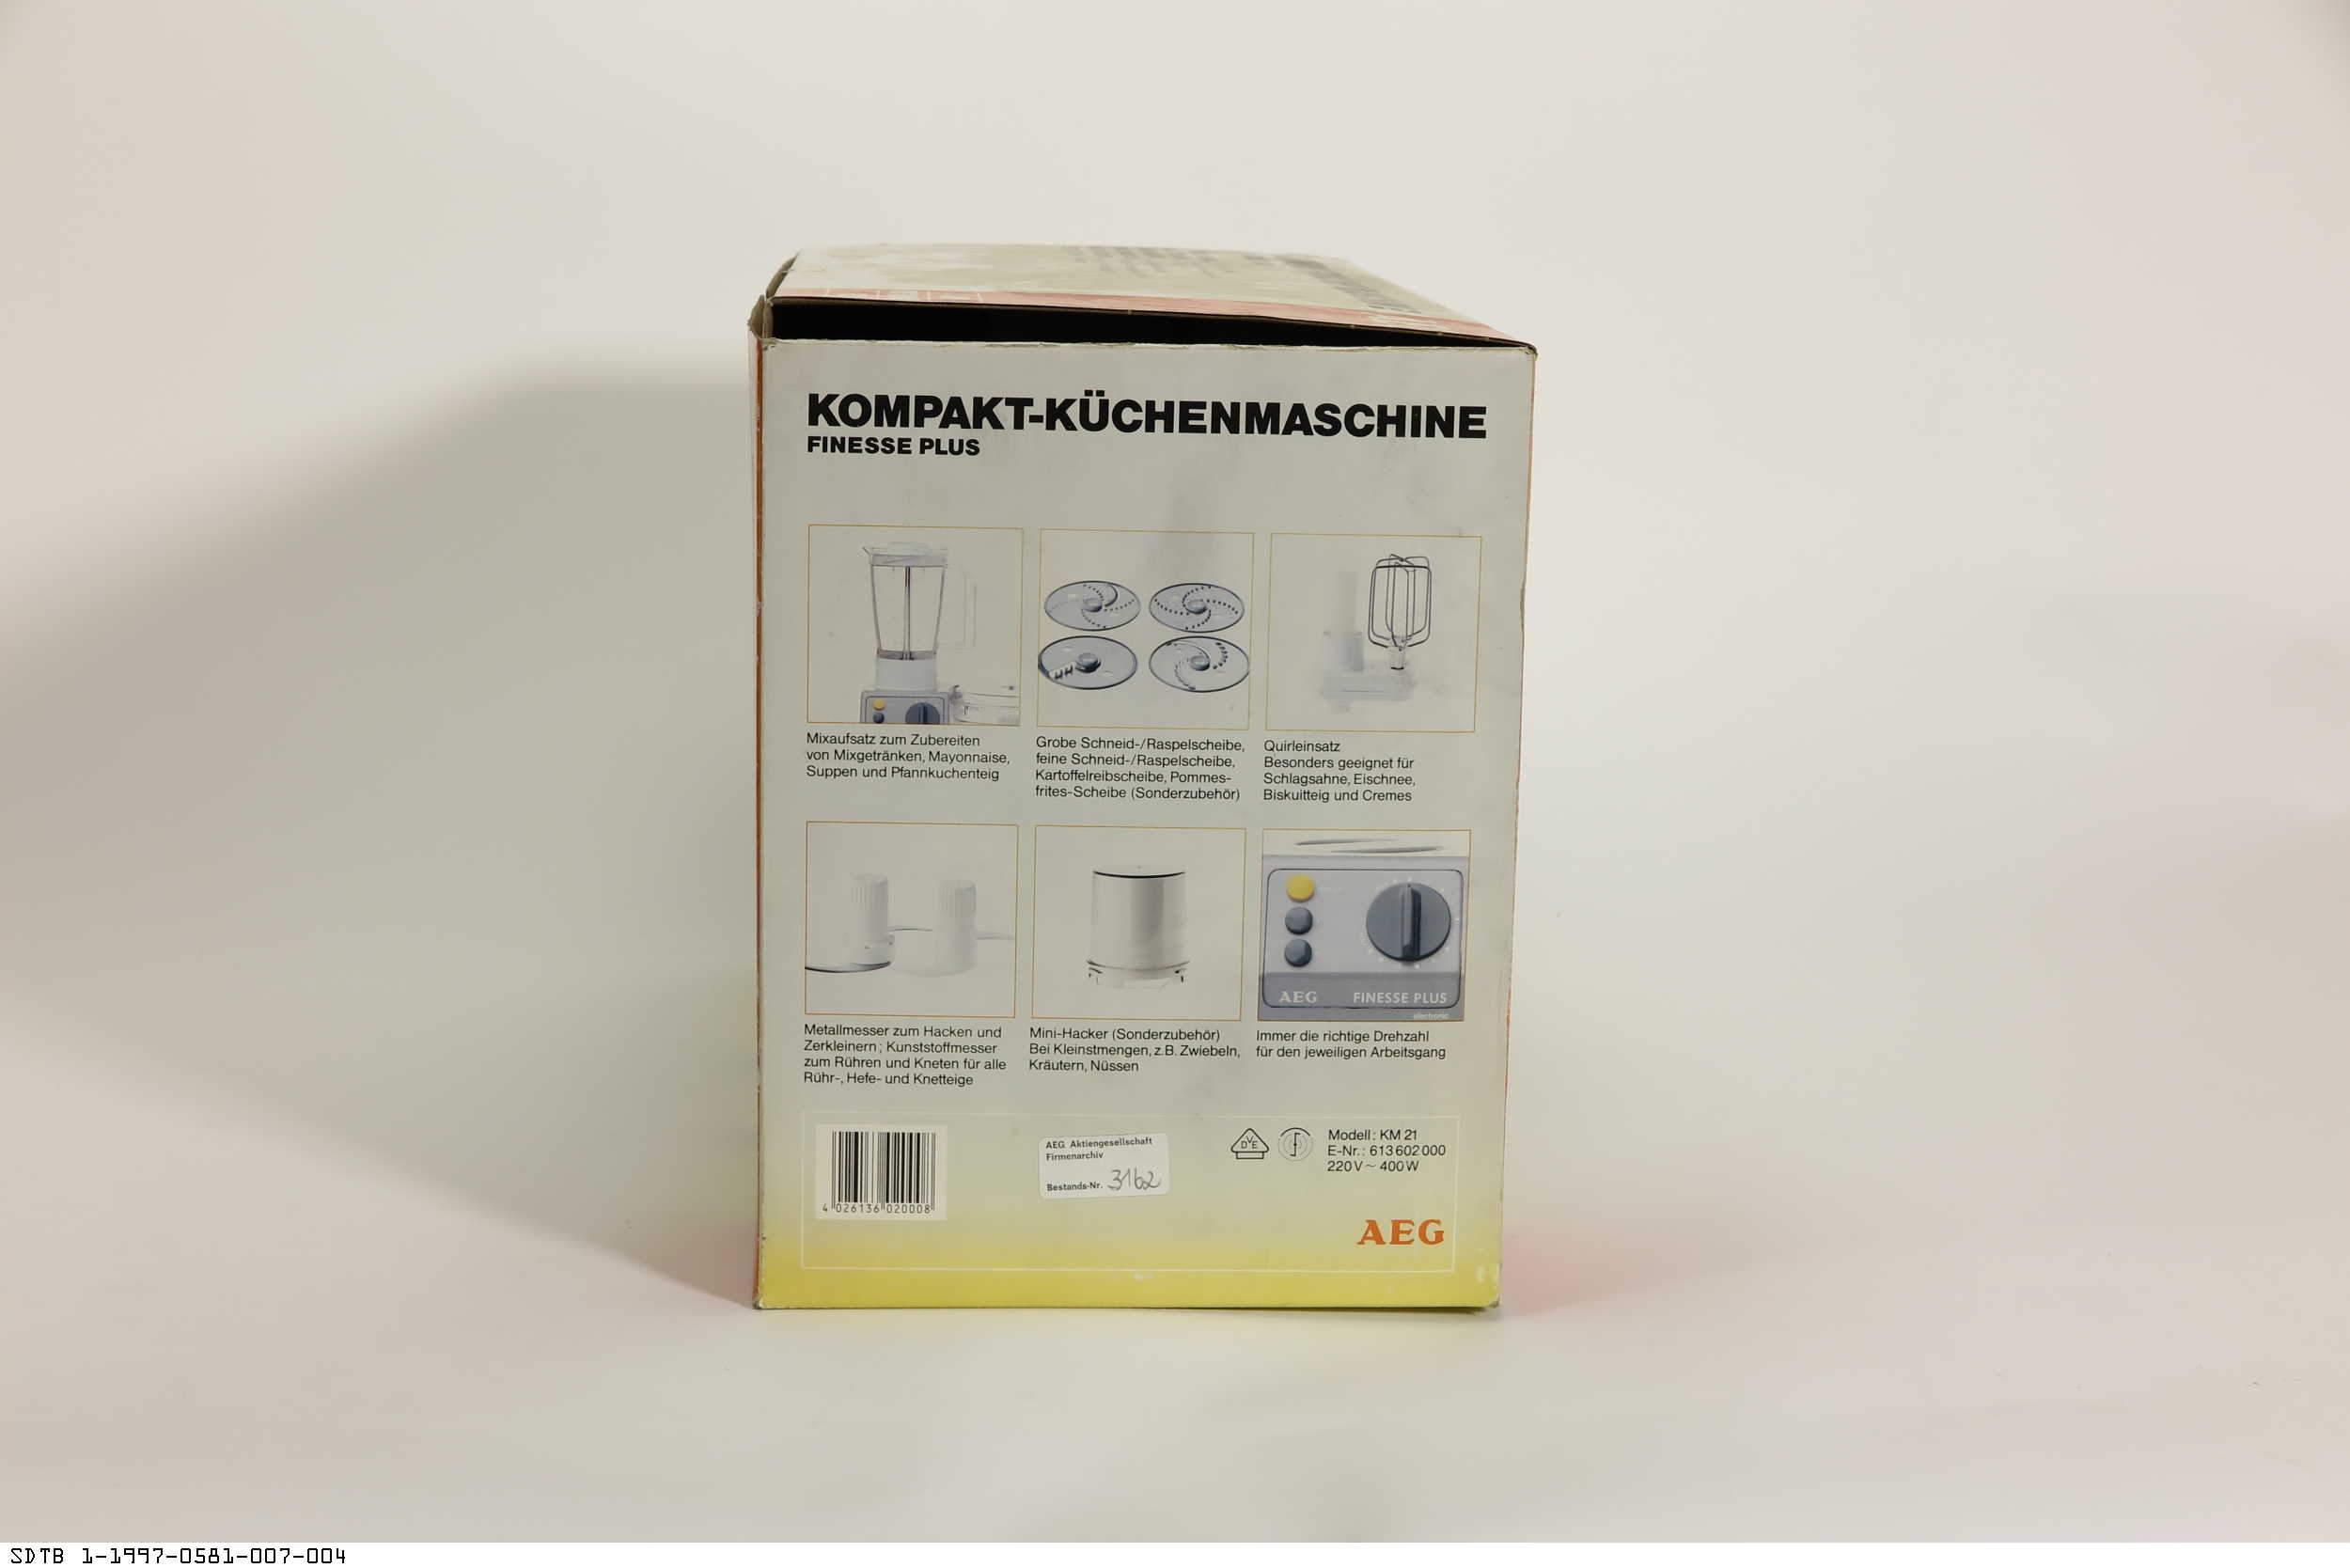 KOMPAKT-KÜCHENMASCHINE
FINESSE PLUS
Mixaufsatz zum Zubereiten
von Mixgetränken, Mayonnaise,
Suppen und Pfannkuchenteig
Grobe Schneid-/Raspelscheibe,
feine Schneid-/Raspelscheibe,
Kartoffelreibscheibe, Pommes-
frites-Scheibe (Sonderzubehör)
Quirleinsatz
Besonders geeignet für
Schlagsahne, Eischnee,
Biskuitteig und Cremes
AEG FINESSE PLUS
electronic
Metallmesser zum Hacken und
Zerkleinern; Kunststoffmesser
zum Rühren und Kneten für alle
Rühr-, Hefe- und Knetteige
Mini-Hacker (Sonderzubehör)
Bei Kleinstmengen, z.B. Zwiebeln,
Kräutern, Nüssen
Immer die richtige Drehzahl
für den jeweiligen Arbeitsgang
4 026136 020008
AEG Aktiengesellschaft
Firmenarchiv
Bestands-Nr. 3162
DVE
Modell: KM 21
E-Nr.: 613 602 000
220 V ~ 400 W
AEG
SDTB 1-1997-0581-007-004